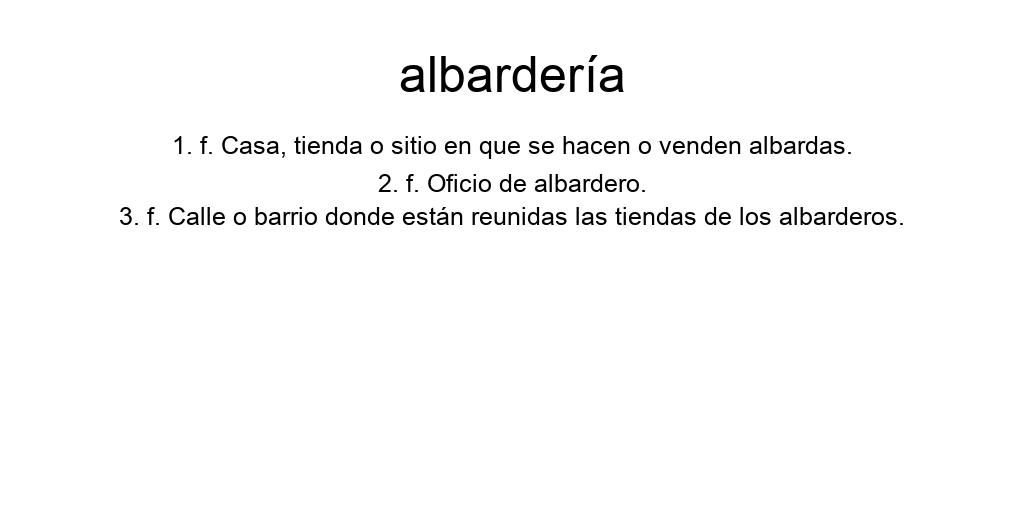 albardería
1. f. Casa, tienda o sitio en que se hacen o venden albardas.
2. f. Oficio de albardero.
3. f. Calle o barrio donde están reunidas las tiendas de los albarderos.